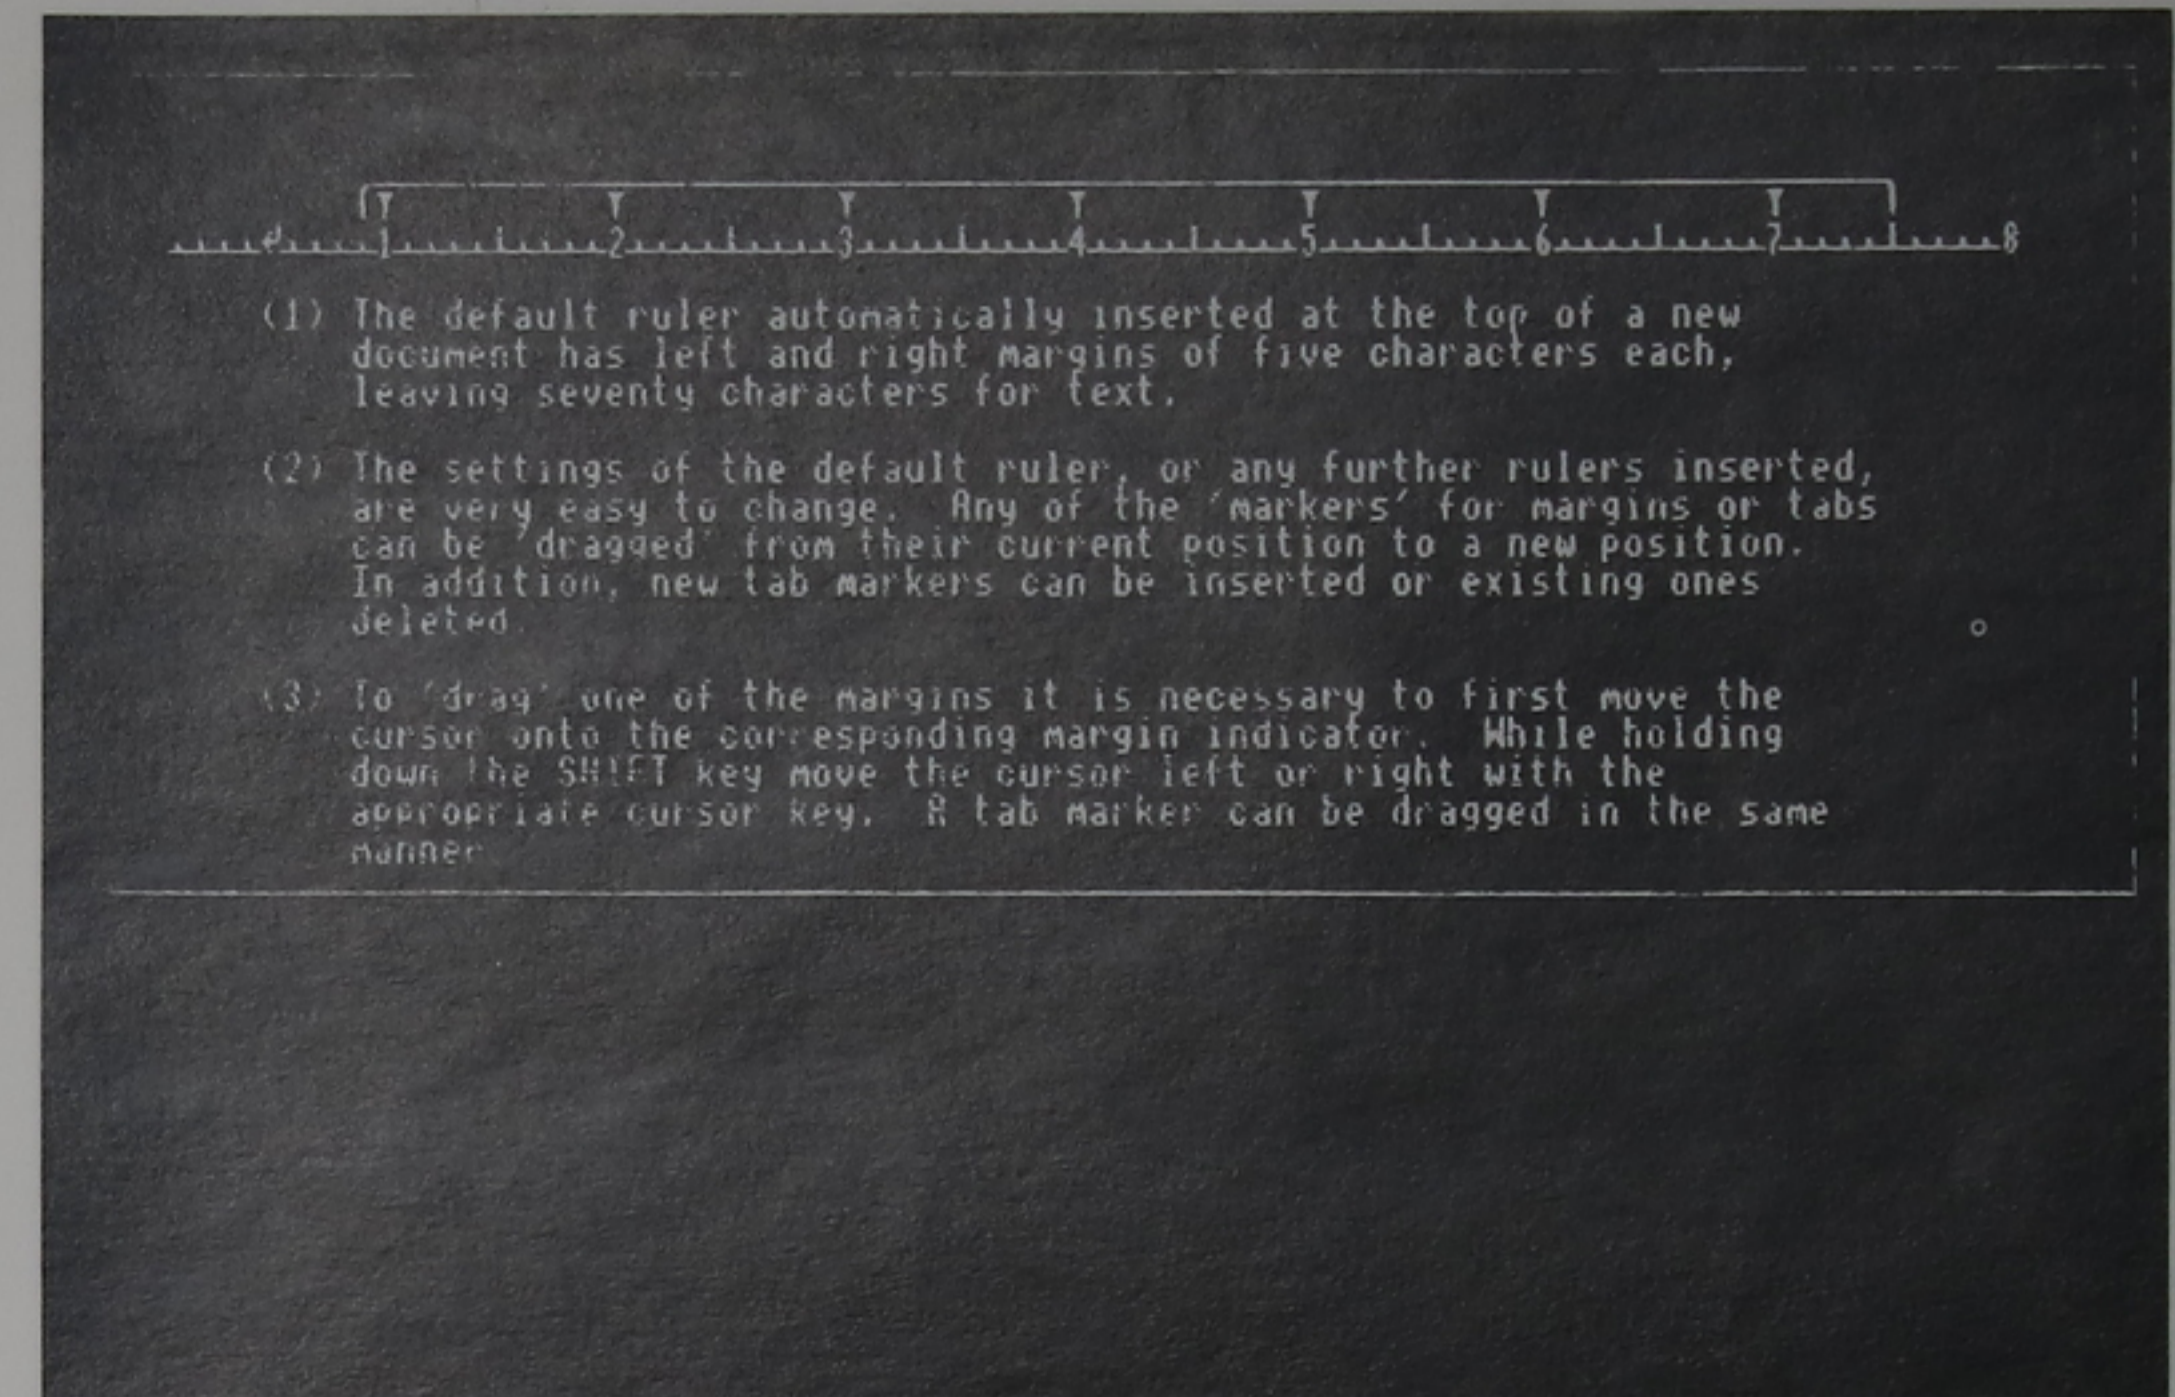 1 2 3 4 5 6 7 8
(1) The default ruler automatically inserted at the top of a new
document has left and right margins of five characters each,
leaving seventy characters for text.
(2) The settings of the default ruler, or any further rulers inserted,
are very easy to change. Any of the 'markers' for margins or tabs
can be 'dragged' from their current position to a new position.
In addition, new tab markers can be inserted or existing ones
deleted.
(3) To 'drag' one of the margins it is necessary to first move the
cursor onto the corresponding margin indicator. While holding
down the SHIFT key move the cursor left or right with the
appropriate cursor key. A tab marker can be dragged in the same
manner